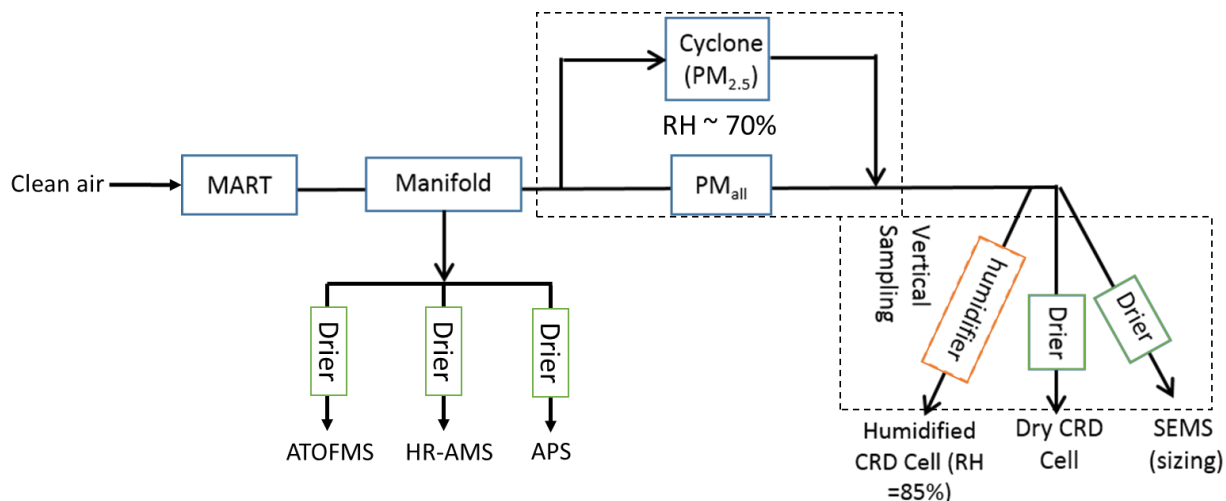 Cyclone
(PM2.5)
RH ~ 70%
Clean air
MART
Manifold
PMall
Vertical
Sampling
humidifier
Drier
Drier
Drier
Drier
Drier
ATOFMS
HR-AMS
APS
Humidified
CRD Cell (RH
=85%)
Dry CRD
Cell
SEMS
(sizing)